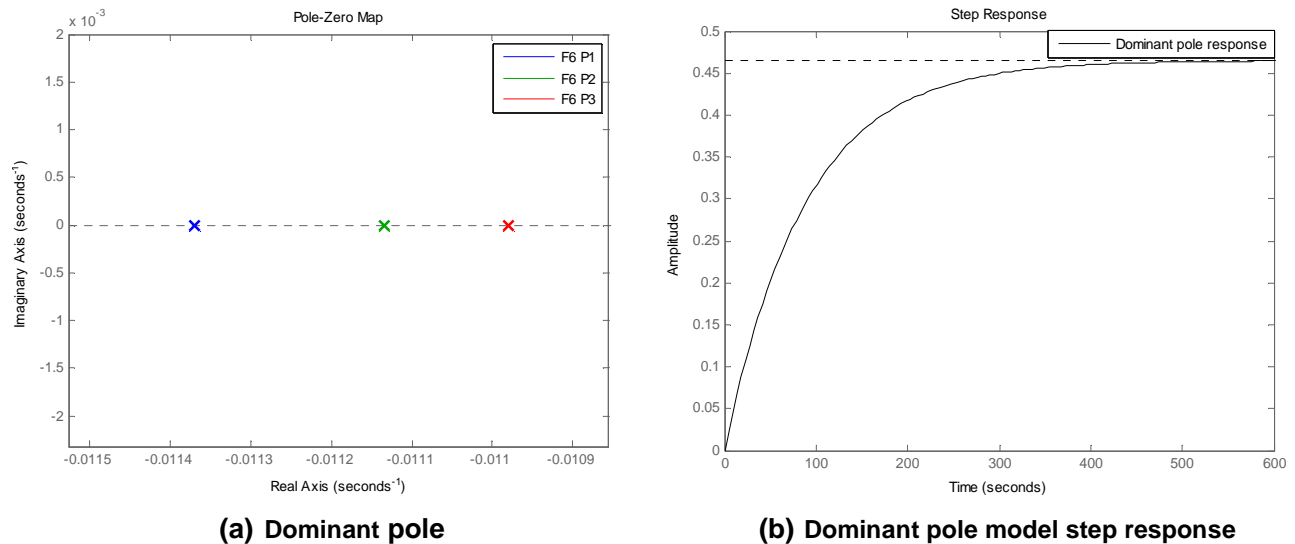 Pole-Zero Map
x 10⁻³
2
1.5
1
0.5
0
-0.5
-1
-1.5
-2
Imaginary Axis (seconds⁻¹)
F6 P1
F6 P2
F6 P3
-0.0115 -0.0114 -0.0113 -0.0112 -0.0111 -0.011 -0.0109
Real Axis (seconds⁻¹)
(a) Dominant pole
Step Response
0.5
0.45
0.4
0.35
0.3
0.25
0.2
0.15
0.1
0.05
0
Amplitude
Dominant pole response
0 100 200 300 400 500 600
Time (seconds)
(b) Dominant pole model step response